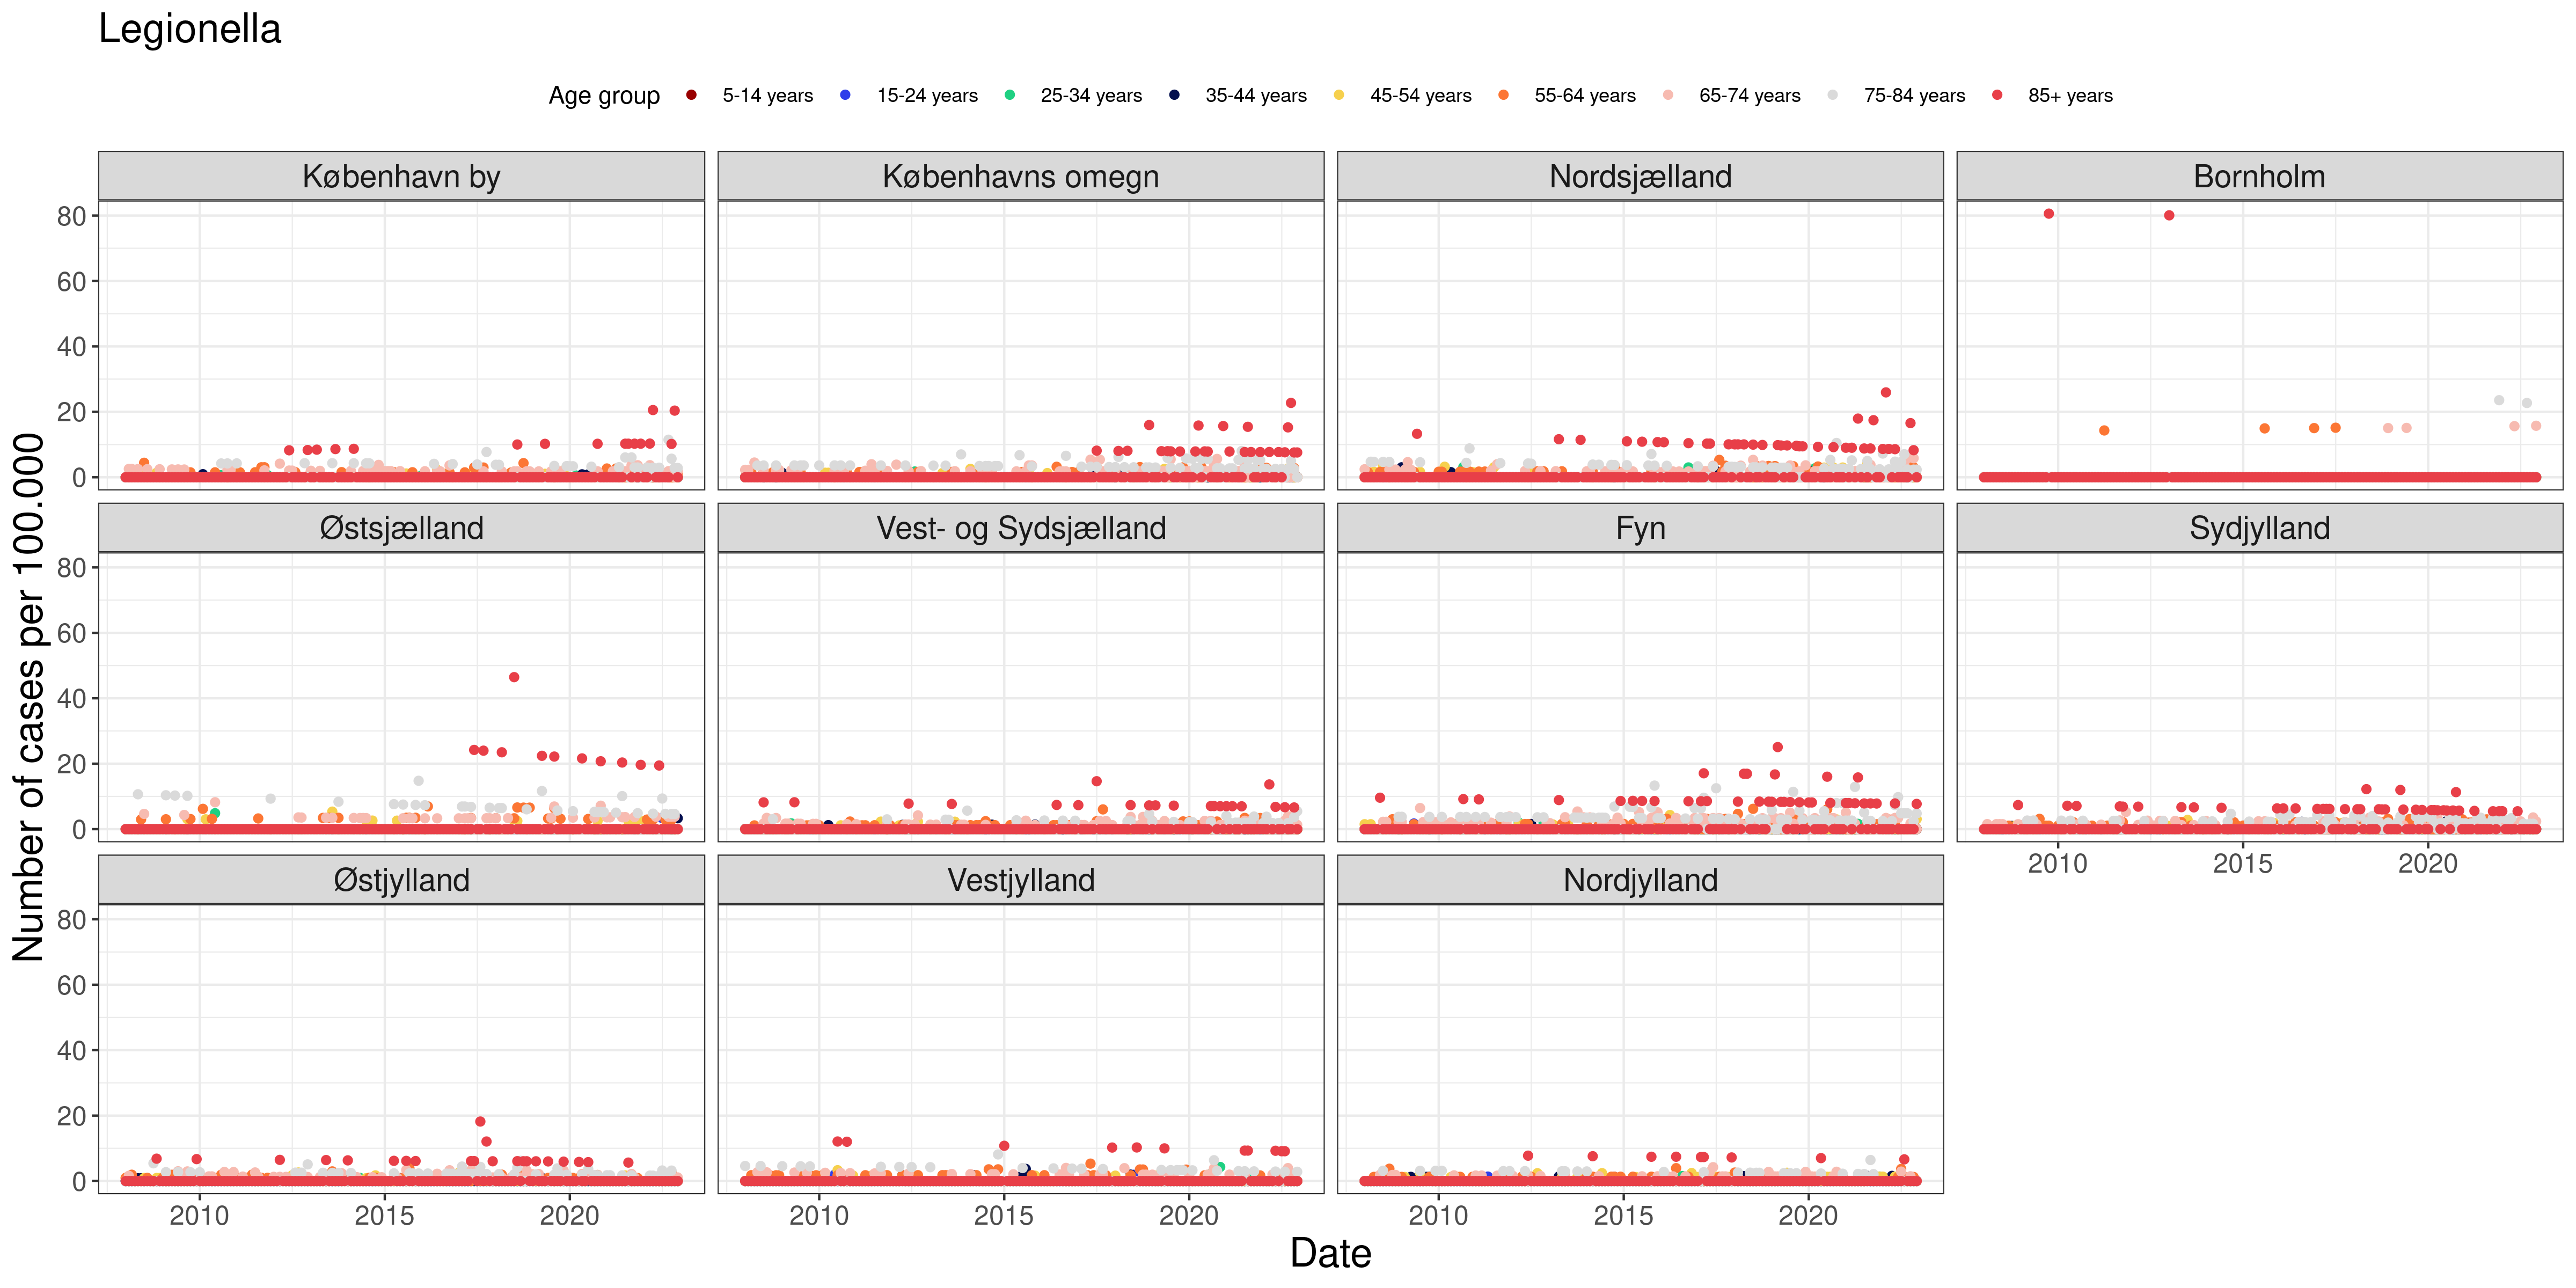 Legionella
Age group 5-14 years 15-24 years 25-34 years 35-44 years 45-54 years 55-64 years 65-74 years 75-84 years 85+ years
København by Københavns omegn Nordsjælland Bornholm
80
60
40
20
0
Østsjælland Vest- og Sydsjælland Fyn Sydjylland
80
60
40
20
0
2010 2015 2020
Østjylland Vestjylland Nordjylland
80
60
40
20
0
2010 2015 2020 2010 2015 2020 2010 2015 2020
Date
Number of cases per 100.000